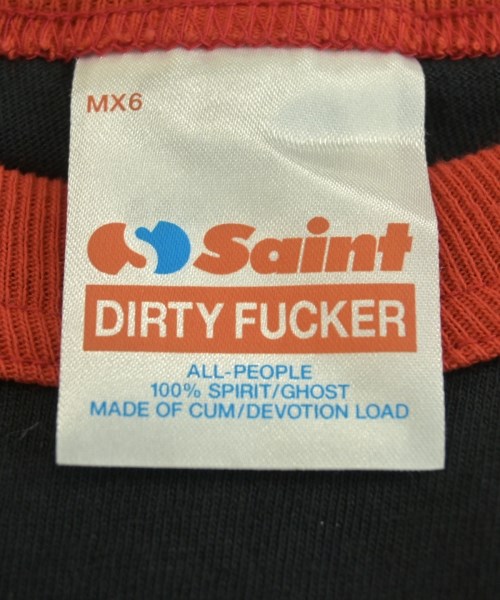 MX6
Saint
DIRTY FUCKER
ALL-PEOPLE
100% SPIRIT/GHOST
MADE OF CUM/DEVOTION LOAD